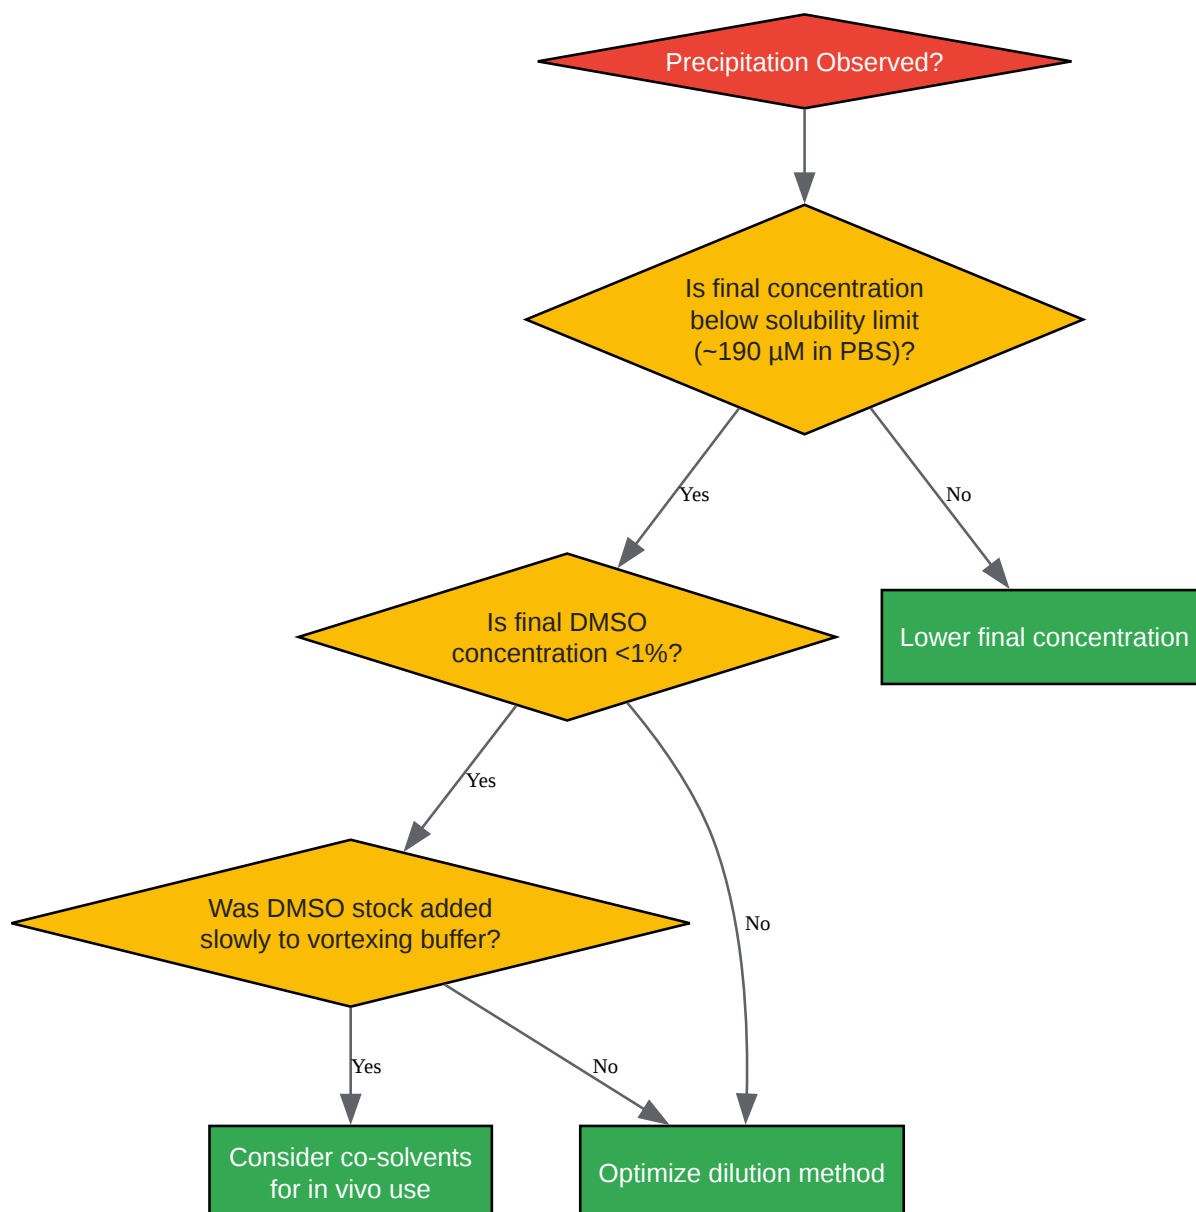 Precipitation Observed?
Is final concentration
below solubility limit
(~190 µM in PBS)?
Yes
No
Is final DMSO
concentration <1%?
Lower final concentration
Yes
No
Was DMSO stock added
slowly to vortexing buffer?
Yes
No
Consider co-solvents
for in vivo use
Optimize dilution method